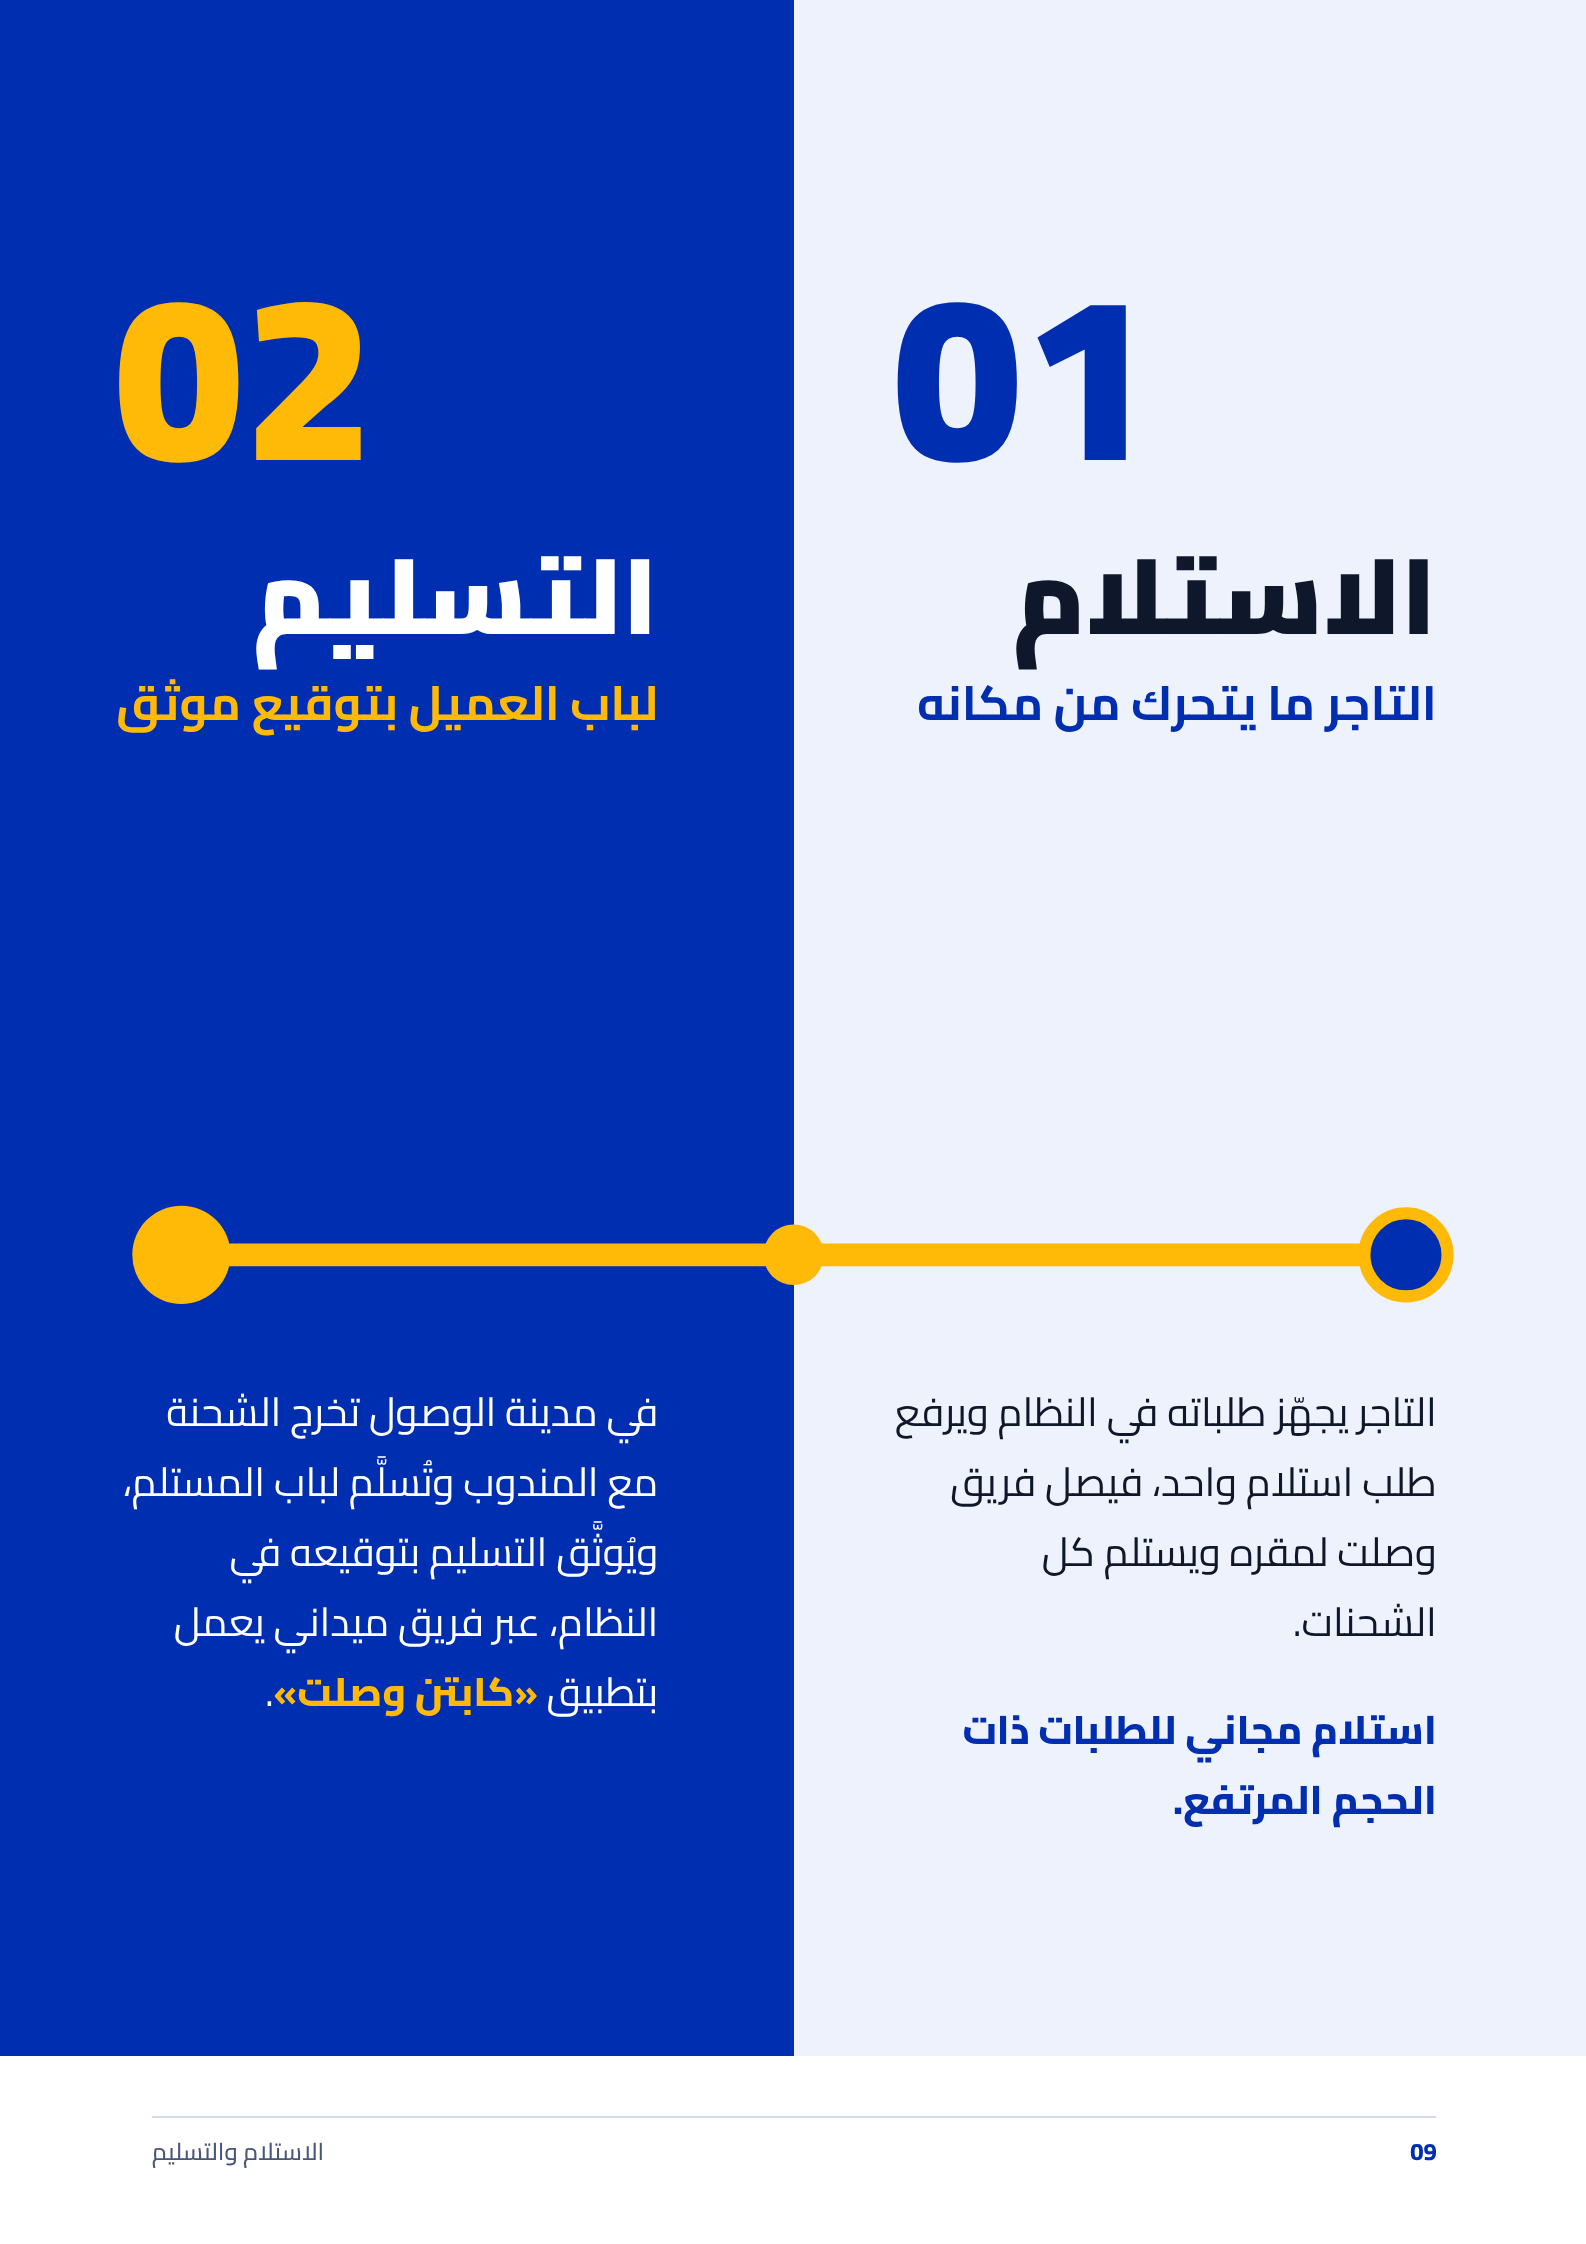 01
الاستلام
التاجر ما يتحرك من مكانه
التاجر يجهّز طلباته في النظام ويرفع
طلب استلام واحد، فيصل فريق
وصلت لمقره ويستلم كل
الشحنات.
استلام مجاني للطلبات ذات
الحجم المرتفع.
02
التسليم
لباب العميل بتوقيع موثق
في مدينة الوصول تخرج الشحنة
مع المندوب وتُسلَّم لباب المستلم،
ويُوثَّق التسليم بتوقيعه في
النظام، عبر فريق ميداني يعمل
بتطبيق «كابتن وصلت».
09
الاستلام والتسليم